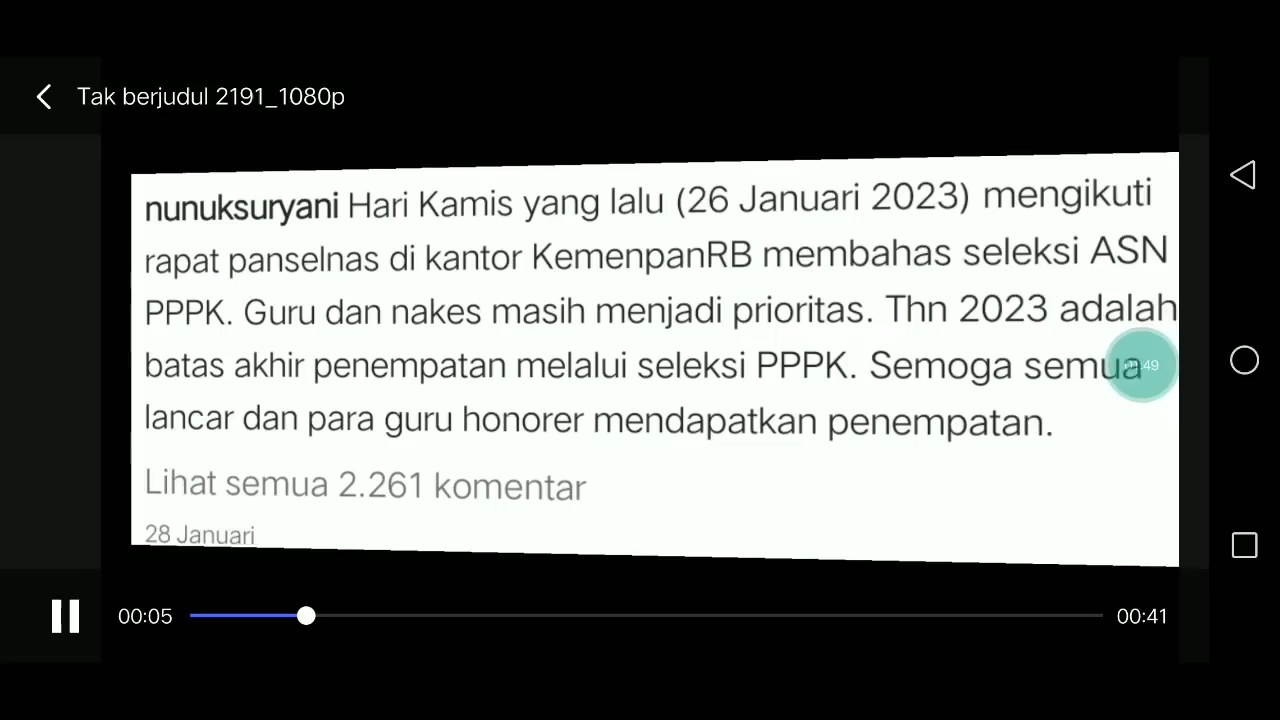 Tak berjudul 2191_1080p
nunuksuryani Hari Kamis yang lalu (26 Januari 2023) mengikuti
rapat panselnas di kantor KemenpanRB membahas seleksi ASN
PPPK. Guru dan nakes masih menjadi prioritas. Thn 2023 adalah
batas akhir penempatan melalui seleksi PPPK. Semoga semua
lancar dan para guru honorer mendapatkan penempatan.
Lihat semua 2.261 komentar
28 Januari
00:05
00:41